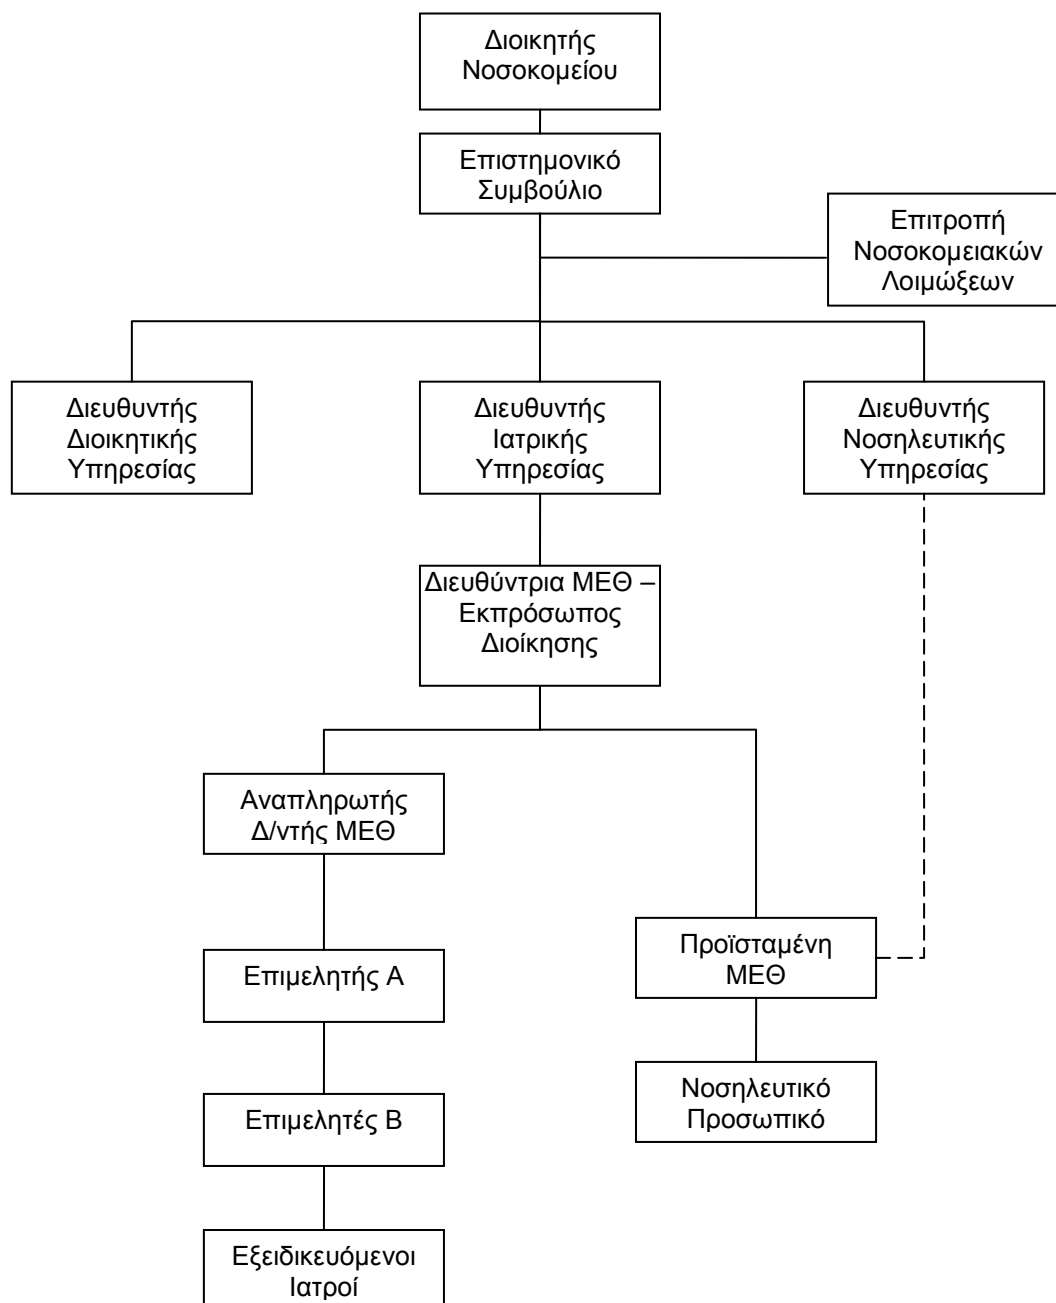 Διοικητής
Νοσοκομείου
Επιστημονικό
Συμβούλιο
Επιτροπή
Νοσοκομειακών
Λοιμώξεων
Διευθυντής
Διοικητικής
Υπηρεσίας
Διευθυντής
Ιατρικής
Υπηρεσίας
Διευθυντής
Νοσηλευτικής
Υπηρεσίας
Διευθύντρια ΜΕΘ –
Εκπρόσωπος
Διοίκησης
Αναπληρωτής
Δ/ντής ΜΕΘ
Επιμελητής Α
Προϊσταμένη
ΜΕΘ
Επιμελητές Β
Νοσηλευτικό
Προσωπικό
Εξειδικευόμενοι
Ιατροί